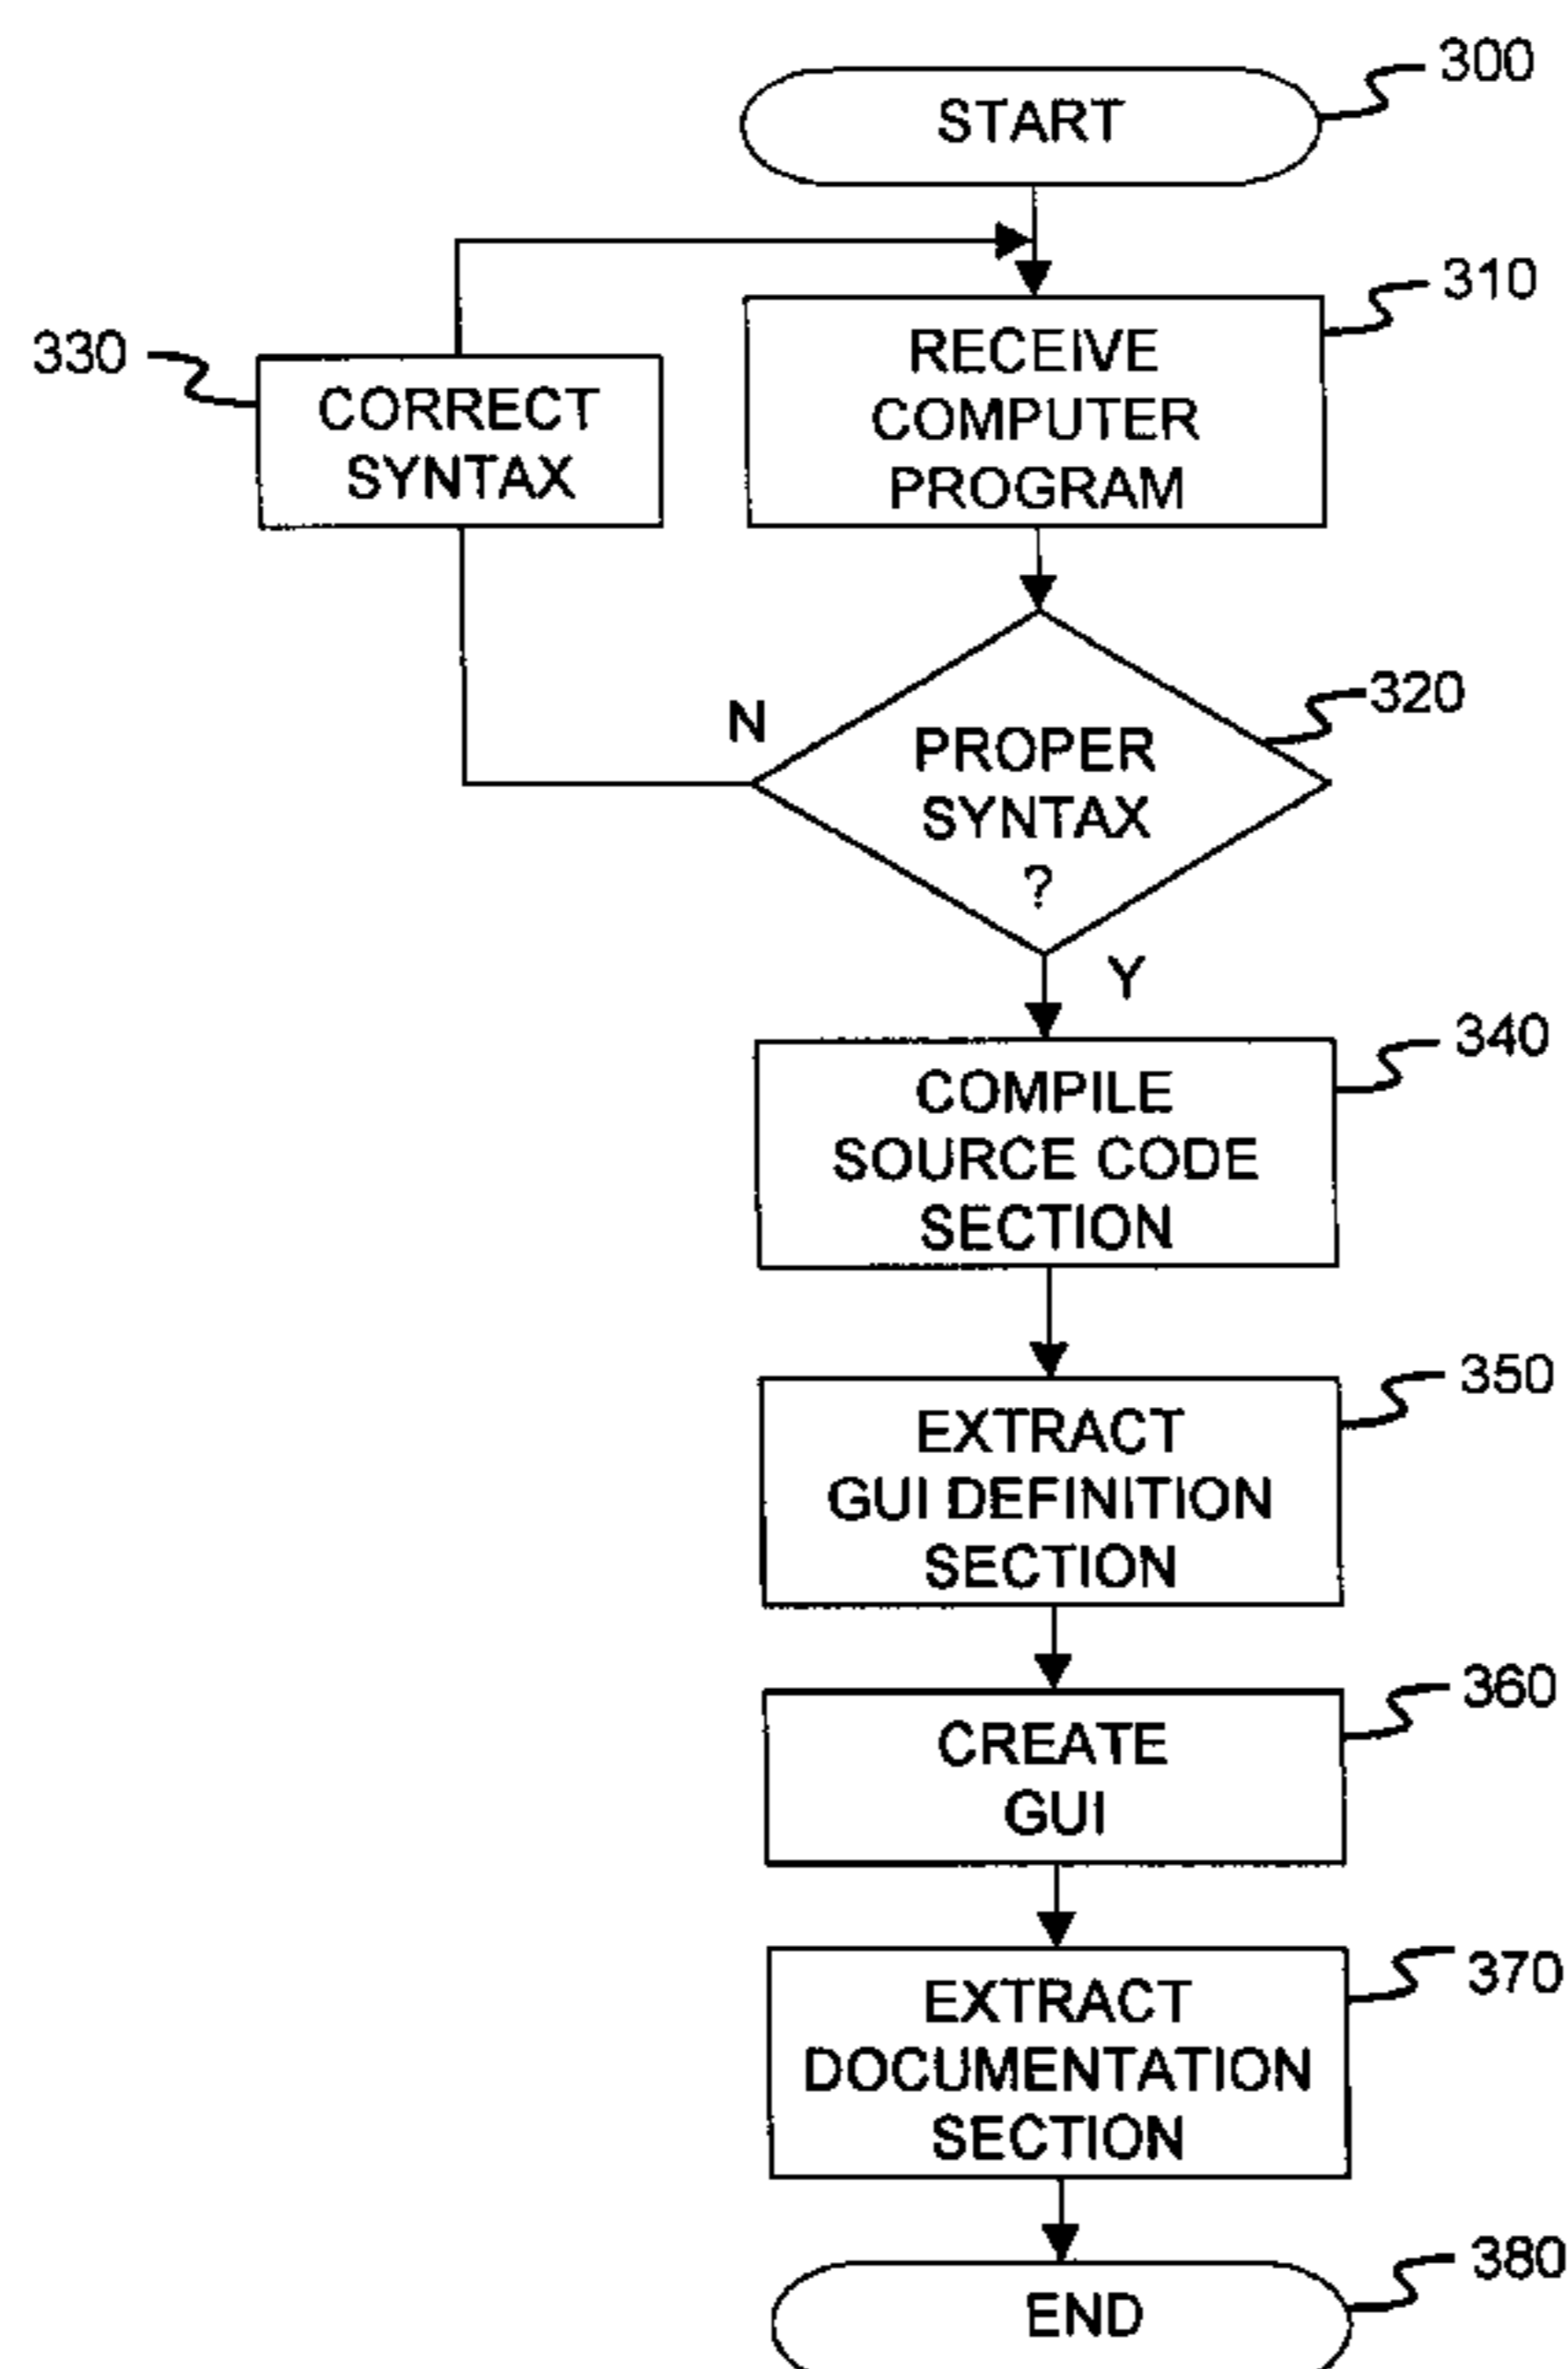 300
START
310
RECEIVE
COMPUTER
PROGRAM
330
CORRECT
SYNTAX
320
N
PROPER
SYNTAX
?
Y
340
COMPILE
SOURCE CODE
SECTION
350
EXTRACT
GUI DEFINITION
SECTION
360
CREATE
GUI
370
EXTRACT
DOCUMENTATION
SECTION
380
END